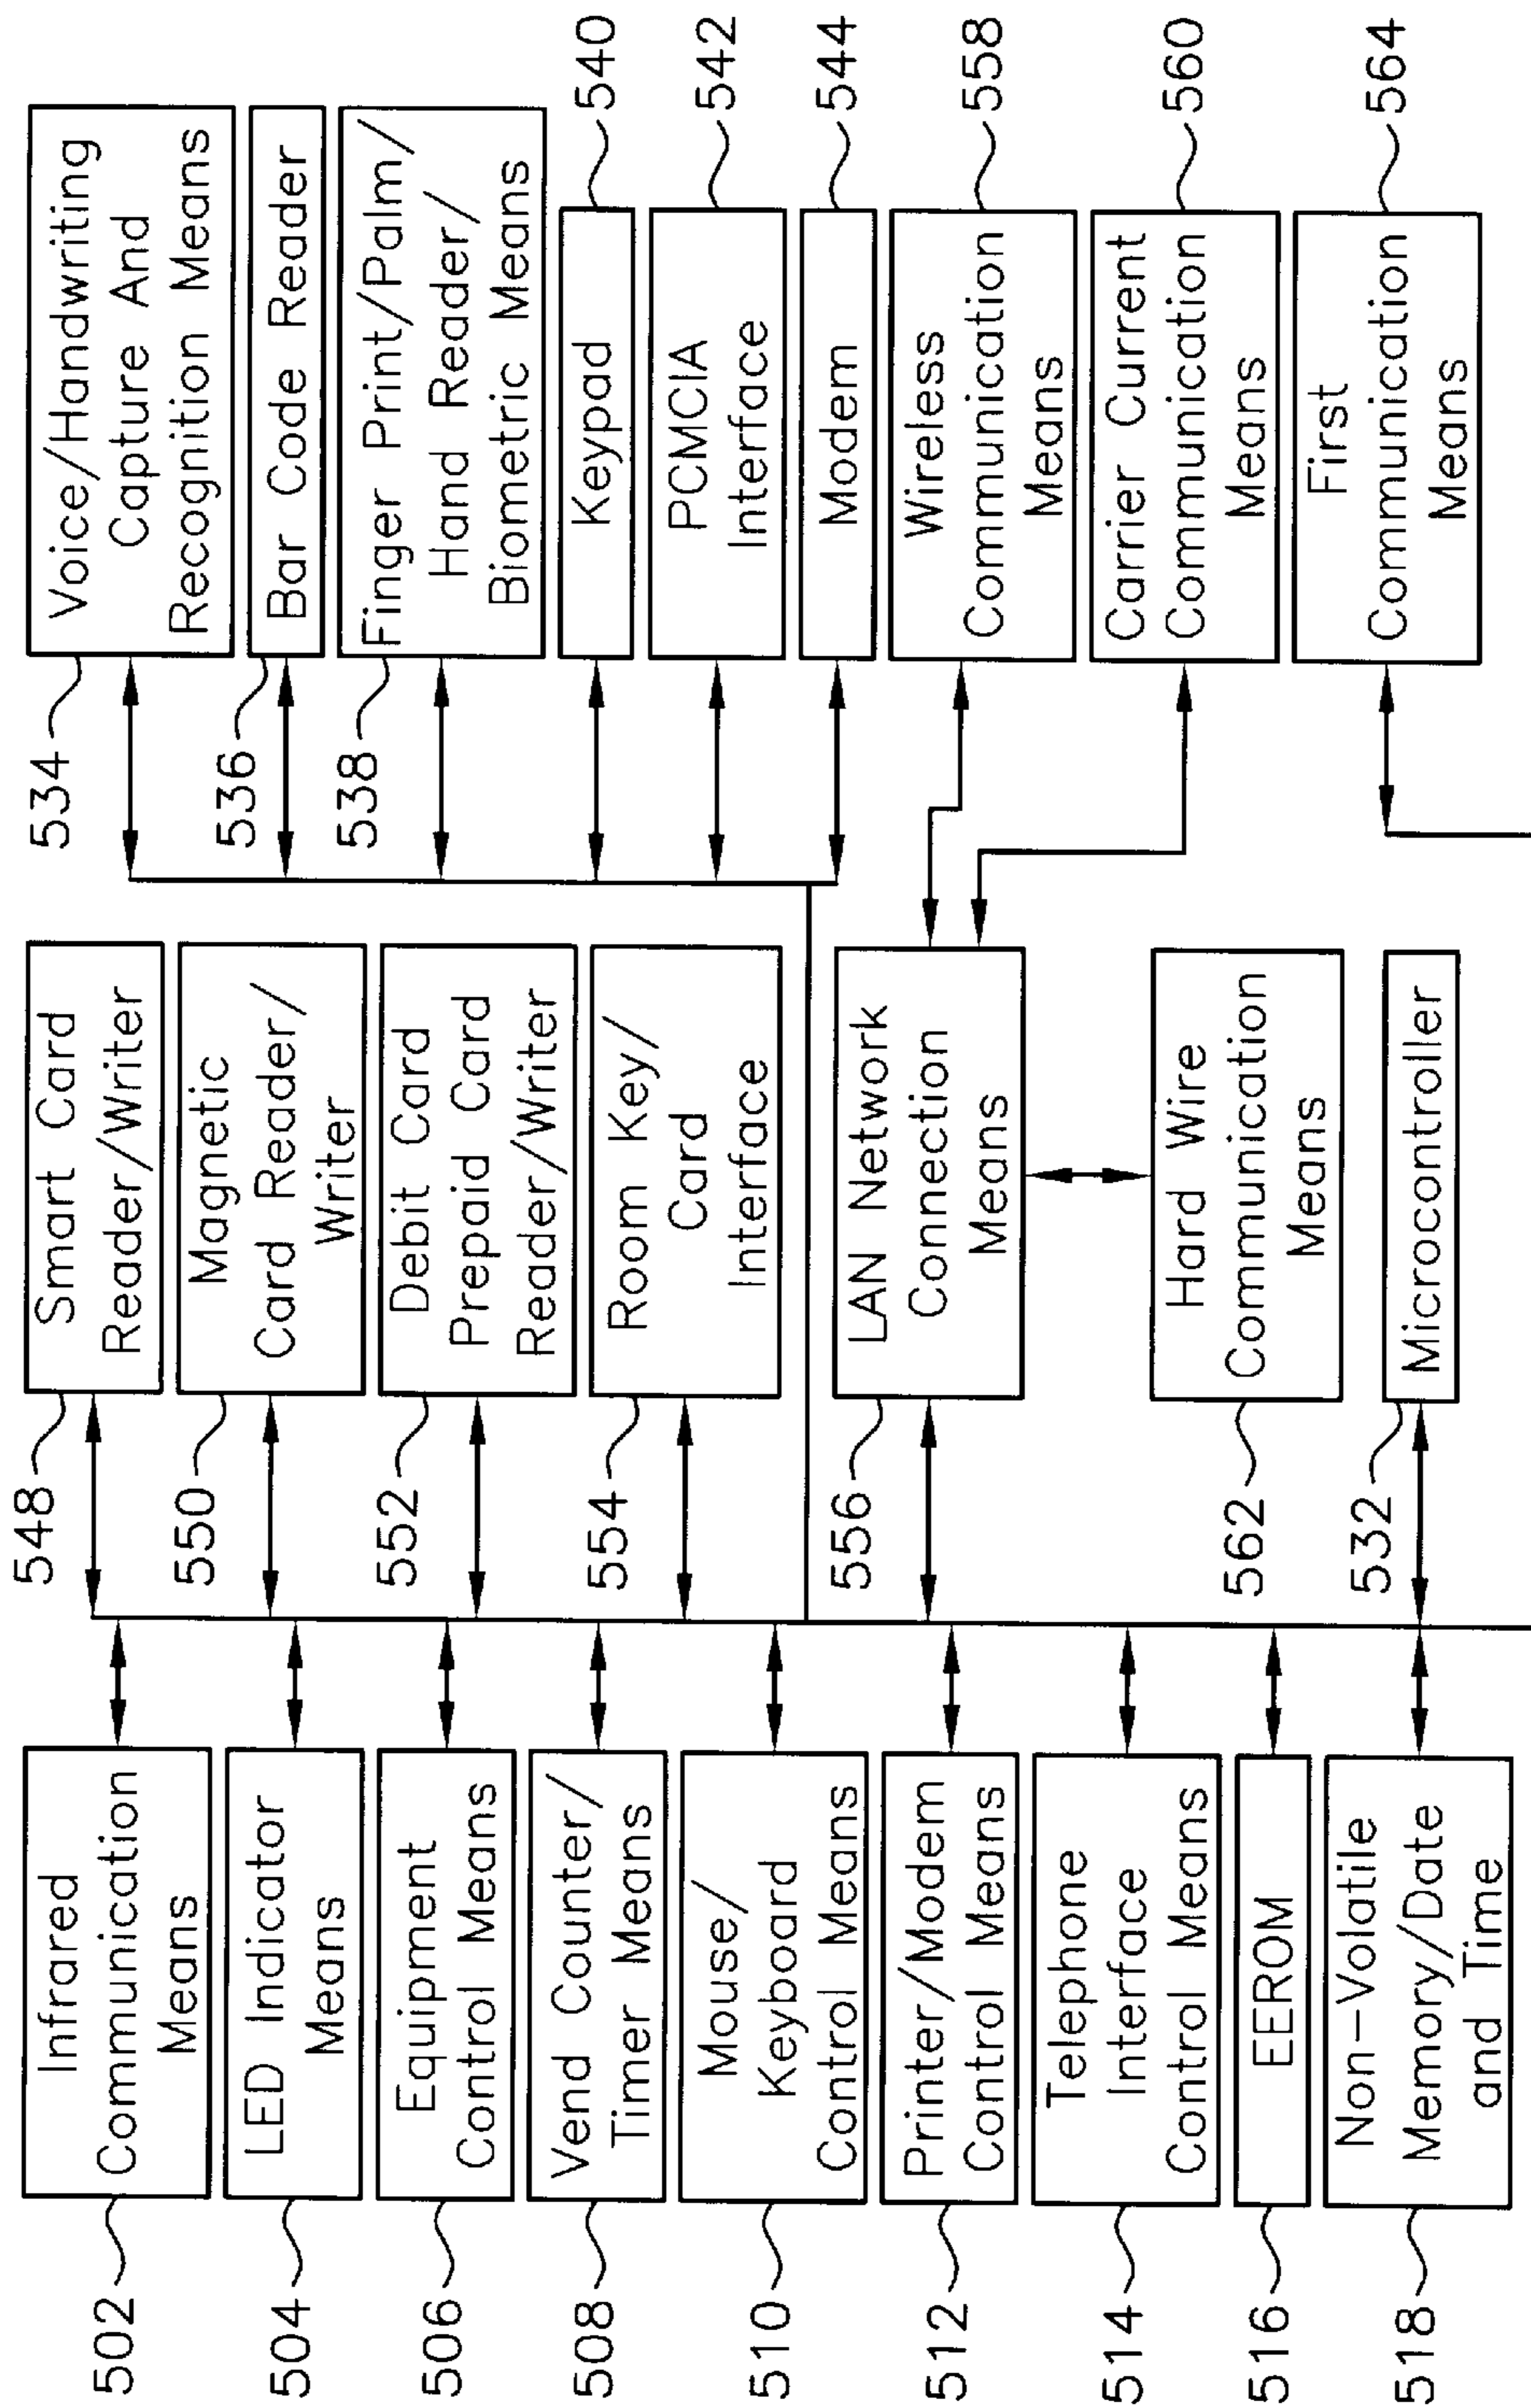 502
Infrared
Communication
Means
504
LED Indicator
Means
506
Equipment
Control Means
508
Vend Counter/
Timer Means
510
Mouse/
Keyboard
Control Means
512
Printer/Modem
Control Means
514
Telephone
Interface
Control Means
516
EEROM
518
Non-Volatile
Memory/Date
and Time
548
Smart Card
Reader/Writer
550
Magnetic
Card Reader/
Writer
552
Debit Card
Prepaid Card
Reader/Writer
554
Room Key/
Card
Interface
556
LAN Network
Connection
Means
562
Hard Wire
Communication
Means
532
Microcontroller
534
Voice/Handwriting
Capture And
Recognition Means
536
Bar Code Reader
538
Finger Print/Palm/
Hand Reader/
Biometric Means
Keypad
540
PCMCIA
Interface
542
Modem
544
Wireless
Communication
Means
558
Carrier Current
Communication
Means
560
First
Communication
Means
564